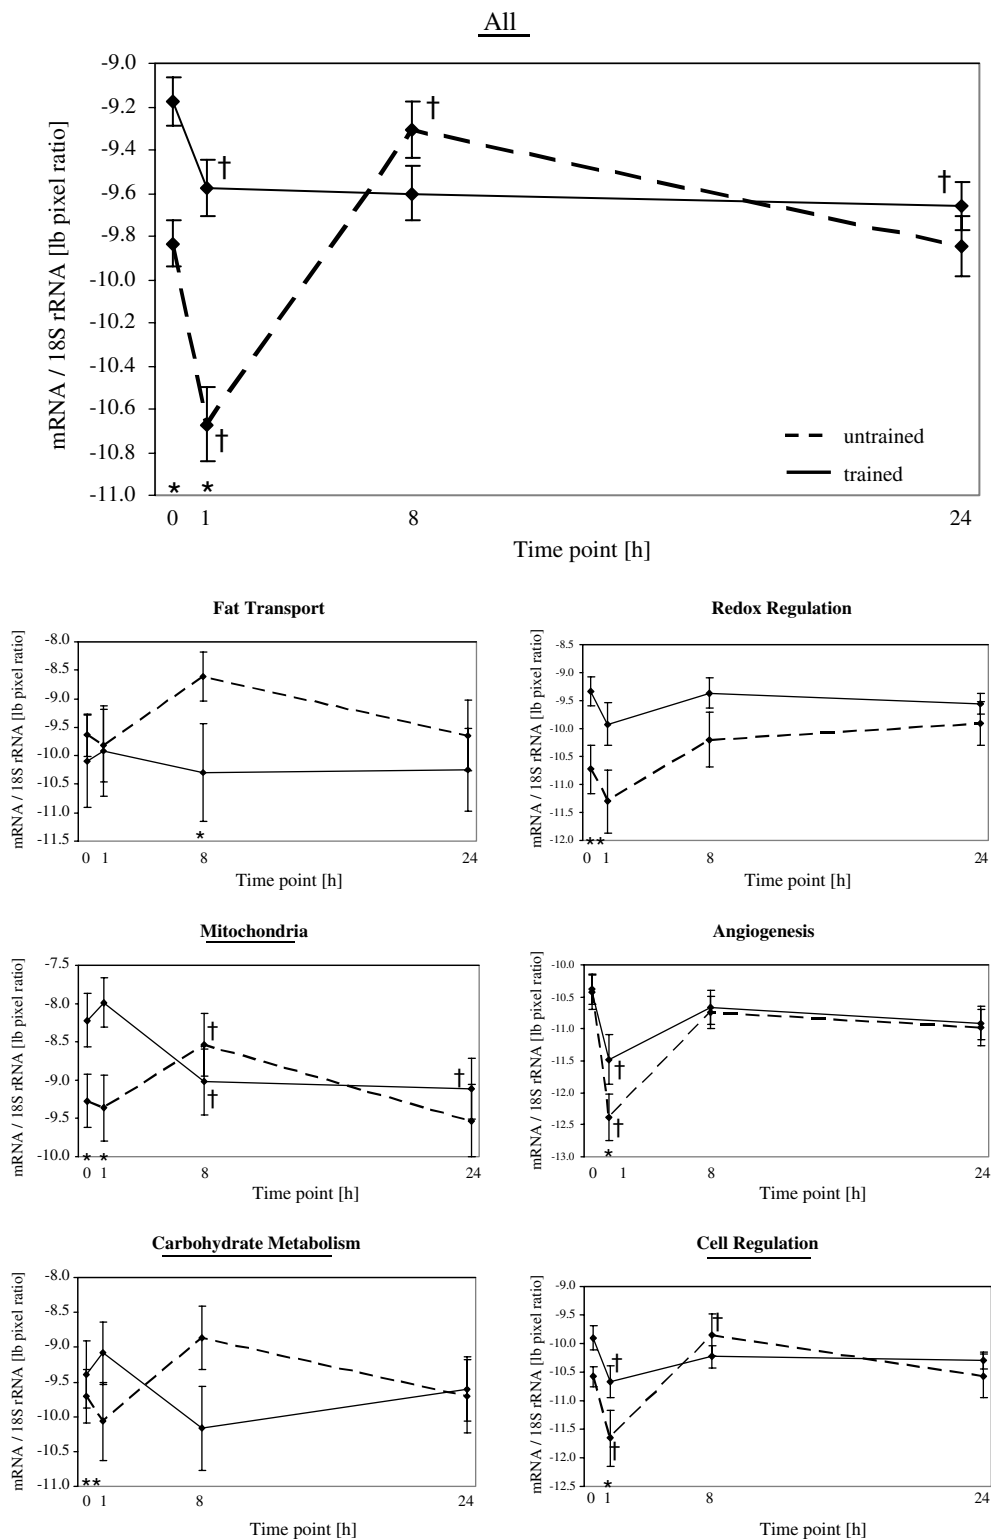 All
mRNA / 18S rRNA [lb pixel ratio]
-9.0
-9.2
-9.4
-9.6
-9.8
-10.0
-10.2
-10.4
-10.6
-10.8
-11.0
†
†
†
†
untrained
trained
* *
0 1 8 24
Time point [h]
Fat Transport
mRNA / 18S rRNA [lb pixel ratio]
-8.0
-8.5
-9.0
-9.5
-10.0
-10.5
-11.0
-11.5
*
0 1 8 24
Time point [h]
Redox Regulation
mRNA / 18S rRNA [lb pixel ratio]
-8.5
-9.0
-9.5
-10.0
-10.5
-11.0
-11.5
-12.0
**
0 1 8 24
Time point [h]
Mitochondria
mRNA / 18S rRNA [lb pixel ratio]
-7.5
-8.0
-8.5
-9.0
-9.5
-10.0
†
†
†
* *
0 1 8 24
Time point [h]
Angiogenesis
mRNA / 18S rRNA [lb pixel ratio]
-10.0
-10.5
-11.0
-11.5
-12.0
-12.5
-13.0
†
†
*
0 1 8 24
Time point [h]
Carbohydrate Metabolism
mRNA / 18S rRNA [lb pixel ratio]
-8.0
-8.5
-9.0
-9.5
-10.0
-10.5
-11.0
**
0 1 8 24
Time point [h]
Cell Regulation
mRNA / 18S rRNA [lb pixel ratio]
-9.0
-9.5
-10.0
-10.5
-11.0
-11.5
-12.0
-12.5
†
†
†
*
0 1 8 24
Time point [h]